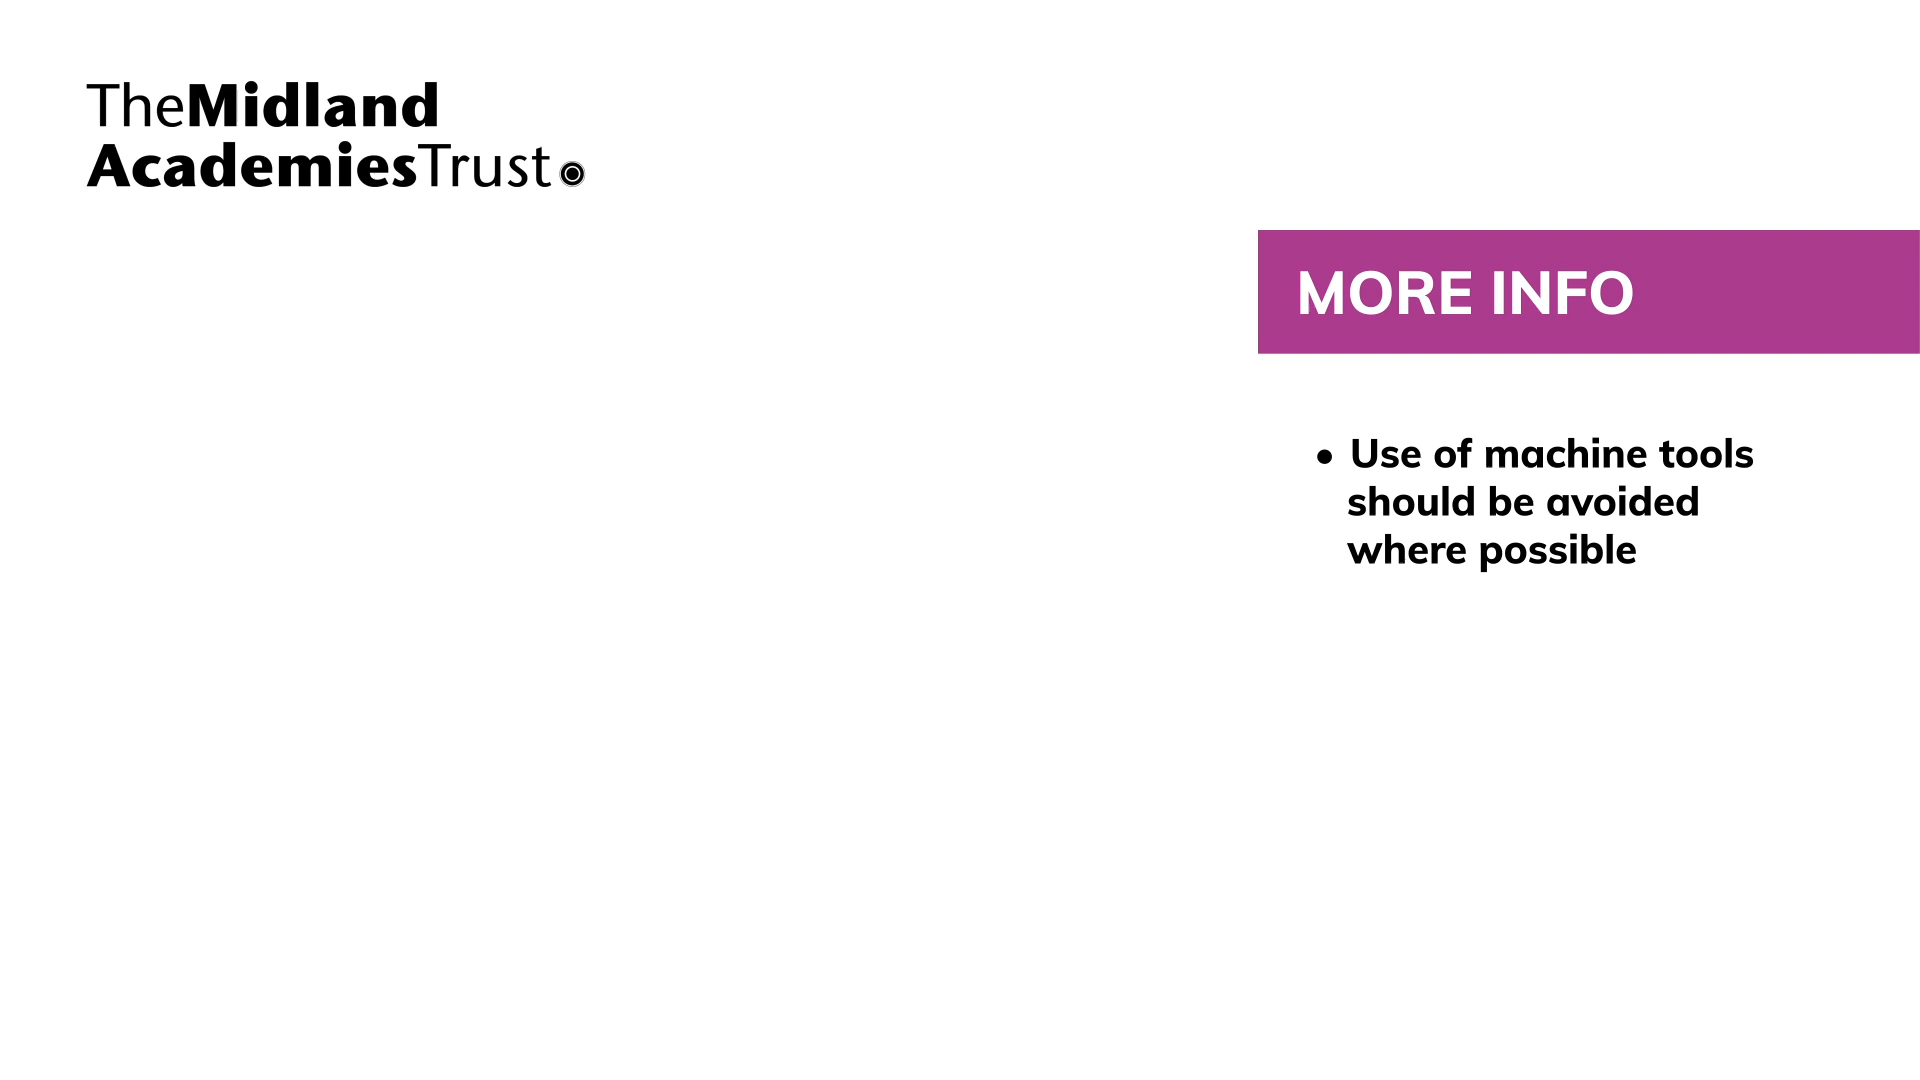 TheMidland
AcademiesTrust
MORE INFO
• Use of machine tools
should be avoided
where possible